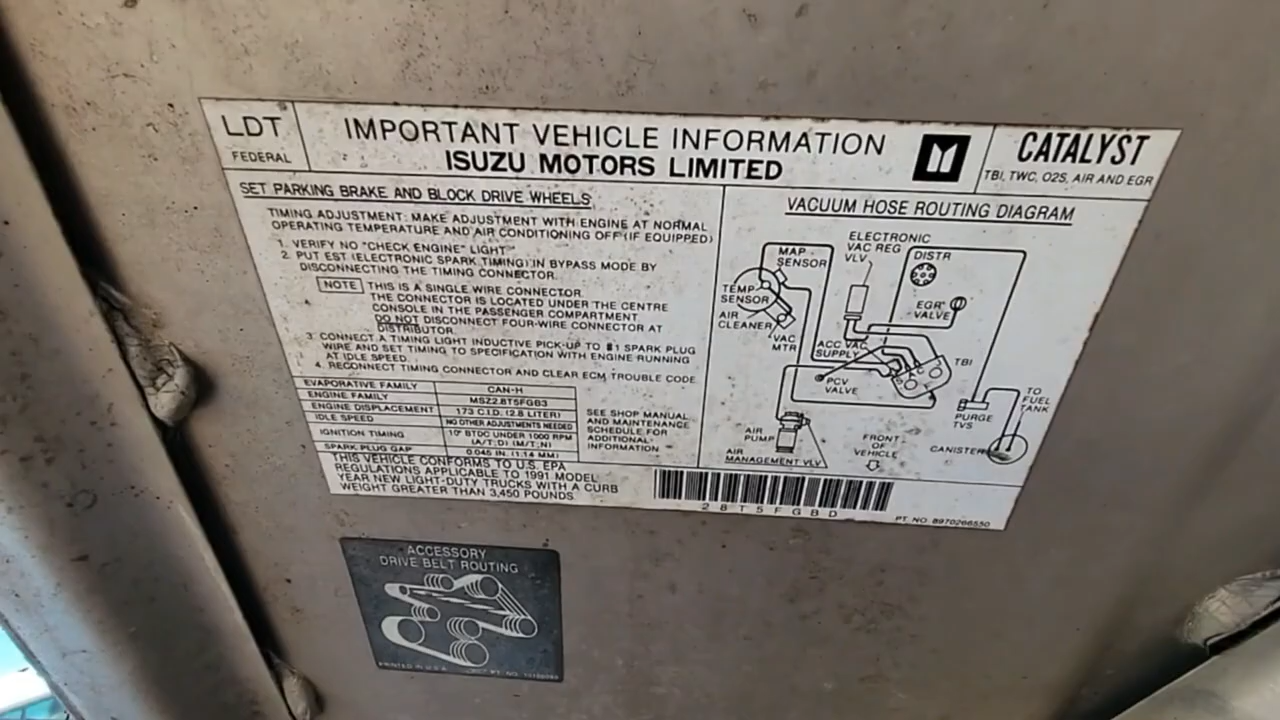 LDT
FEDERAL
IMPORTANT VEHICLE INFORMATION
ISUZU MOTORS LIMITED
CATALYST
TBI, TWC, O2S, AIR AND EGR
SET PARKING BRAKE AND BLOCK DRIVE WHEELS
TIMING ADJUSTMENT: MAKE ADJUSTMENT WITH ENGINE AT NORMAL
OPERATING TEMPERATURE AND AIR CONDITIONING OFF (IF EQUIPPED)
1. VERIFY NO "CHECK ENGINE" LIGHT
2. PUT EST (ELECTRONIC SPARK TIMING) IN BYPASS MODE BY
DISCONNECTING THE TIMING CONNECTOR.
NOTE THIS IS A SINGLE WIRE CONNECTOR.
THE CONNECTOR IS LOCATED UNDER THE CENTRE
CONSOLE IN THE PASSENGER COMPARTMENT.
DO NOT DISCONNECT FOUR-WIRE CONNECTOR AT
DISTRIBUTOR.
3. CONNECT A TIMING LIGHT INDUCTIVE PICK-UP TO #1 SPARK PLUG
WIRE AND SET TIMING TO SPECIFICATION WITH ENGINE RUNNING
AT IDLE SPEED.
4. RECONNECT TIMING CONNECTOR AND CLEAR ECM TROUBLE CODE.
EVAPORATIVE FAMILY CAN-H
ENGINE FAMILY MSZ2.8T5FGB3
ENGINE DISPLACEMENT 173 C.I.D. (2.8 LITER)
IDLE SPEED NO OTHER ADJUSTMENTS NEEDED
IGNITION TIMING 10° BTDC UNDER 1000 RPM
(A/T;D) (M/T;N)
SPARK PLUG GAP 0.045 IN. (1.14 MM)
SEE SHOP MANUAL
AND MAINTENANCE
SCHEDULE FOR
ADDITIONAL
INFORMATION
THIS VEHICLE CONFORMS TO U.S. EPA
REGULATIONS APPLICABLE TO 1991 MODEL
YEAR NEW LIGHT-DUTY TRUCKS WITH A CURB
WEIGHT GREATER THAN 3,450 POUNDS.
VACUUM HOSE ROUTING DIAGRAM
MAP
SENSOR
ELECTRONIC
VAC REG
VLV
DISTR
TEMP
SENSOR
EGR
VALVE
AIR
CLEANER
VAC
MTR
ACC VAC
SUPPLY
TBI
PCV
VALVE
TO
FUEL
TANK
PURGE
TVS
AIR
PUMP
FRONT
OF
VEHICLE
CANISTER
AIR
MANAGEMENT VLV
28T5FGBD
PT. NO. 8970266550
ACCESSORY
DRIVE BELT ROUTING
PRINTED IN U.S.A.
PT. NO.